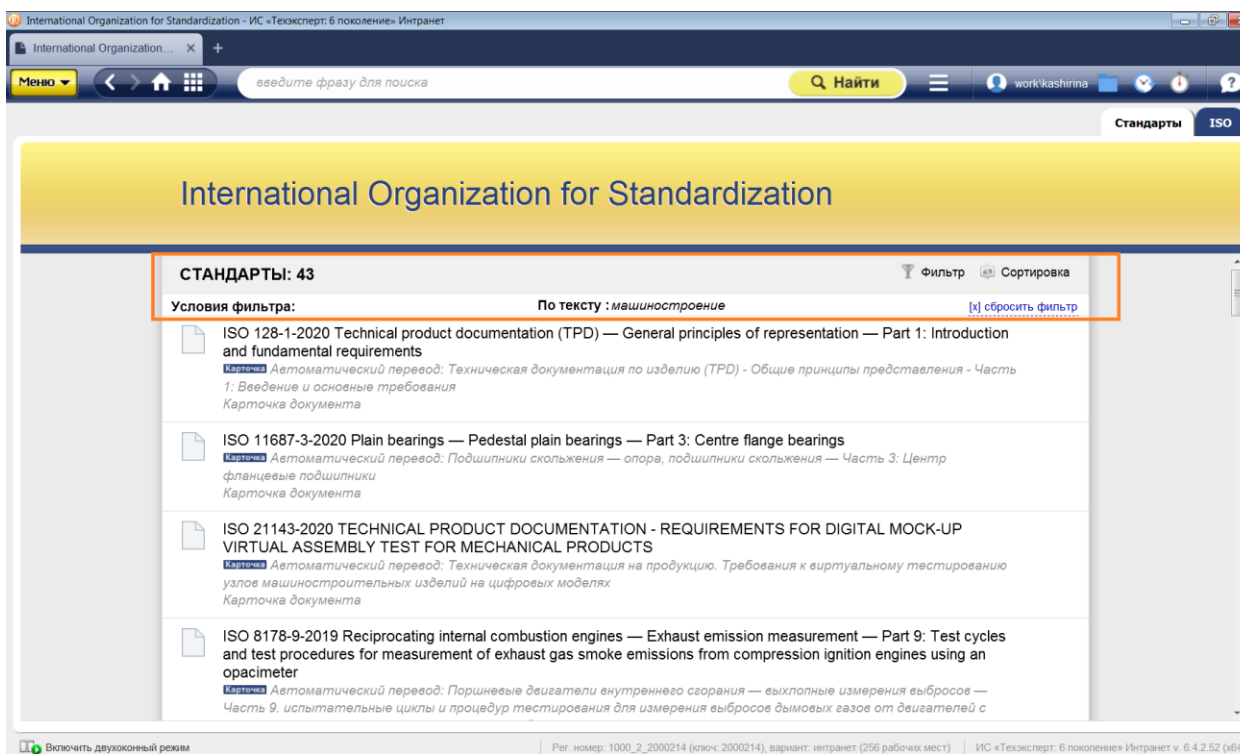 International Organization for Standardization - ИС «Техэксперт: 6 поколение» Интранет
International Organization...
Меню
введите фразу для поиска
Найти
work\kashirina
Стандарты
ISO
International Organization for Standardization
СТАНДАРТЫ: 43
Фильтр
Сортировка
Условия фильтра:
По тексту : машиностроение
[x] сбросить фильтр
ISO 128-1-2020 Technical product documentation (TPD) — General principles of representation — Part 1: Introduction
and fundamental requirements
Карточка Автоматический перевод: Техническая документация по изделию (TPD) - Общие принципы представления - Часть
1: Введение и основные требования
Карточка документа
ISO 11687-3-2020 Plain bearings — Pedestal plain bearings — Part 3: Centre flange bearings
Карточка Автоматический перевод: Подшипники скольжения — опора, подшипники скольжения — Часть 3: Центр
фланцевые подшипники
Карточка документа
ISO 21143-2020 TECHNICAL PRODUCT DOCUMENTATION - REQUIREMENTS FOR DIGITAL MOCK-UP
VIRTUAL ASSEMBLY TEST FOR MECHANICAL PRODUCTS
Карточка Автоматический перевод: Техническая документация на продукцию. Требования к виртуальному тестированию
узлов машиностроительных изделий на цифровых моделях
Карточка документа
ISO 8178-9-2019 Reciprocating internal combustion engines — Exhaust emission measurement — Part 9: Test cycles
and test procedures for measurement of exhaust gas smoke emissions from compression ignition engines using an
opacimeter
Карточка Автоматический перевод: Поршневые двигатели внутреннего сгорания — выхлопные измерения выбросов —
Часть 9. испытательные циклы и процедур тестирования для измерения выбросов дымовых газов от двигателей с
Включить двухоконный режим
Рег. номер: 1000_2_2000214 (ключ: 2000214), вариант: интранет (256 рабочих мест)
ИС «Техэксперт: 6 поколение» Интранет v. 6.4.2.52 (x64